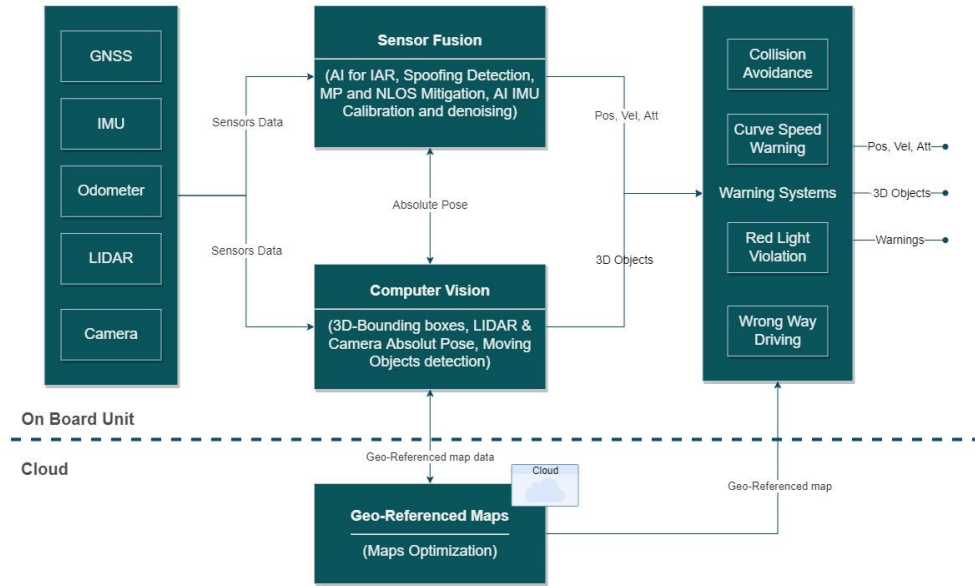 GNSS
IMU
Odometer
LIDAR
Camera
Sensors Data
Sensors Data
Sensor Fusion
(AI for IAR, Spoofing Detection,
MP and NLOS Mitigation, AI IMU
Calibration and denoising)
Absolute Pose
Computer Vision
(3D-Bounding boxes, LIDAR &
Camera Absolut Pose, Moving
Objects detection)
Pos, Vel, Att
3D Objects
Collision
Avoidance
Curve Speed
Warning
Warning Systems
Red Light
Violation
Wrong Way
Driving
Pos, Vel, Att
3D Objects
Warnings
On Board Unit
Cloud
Geo-Referenced map data
Cloud
Geo-Referenced Maps
(Maps Optimization)
Geo-Referenced map